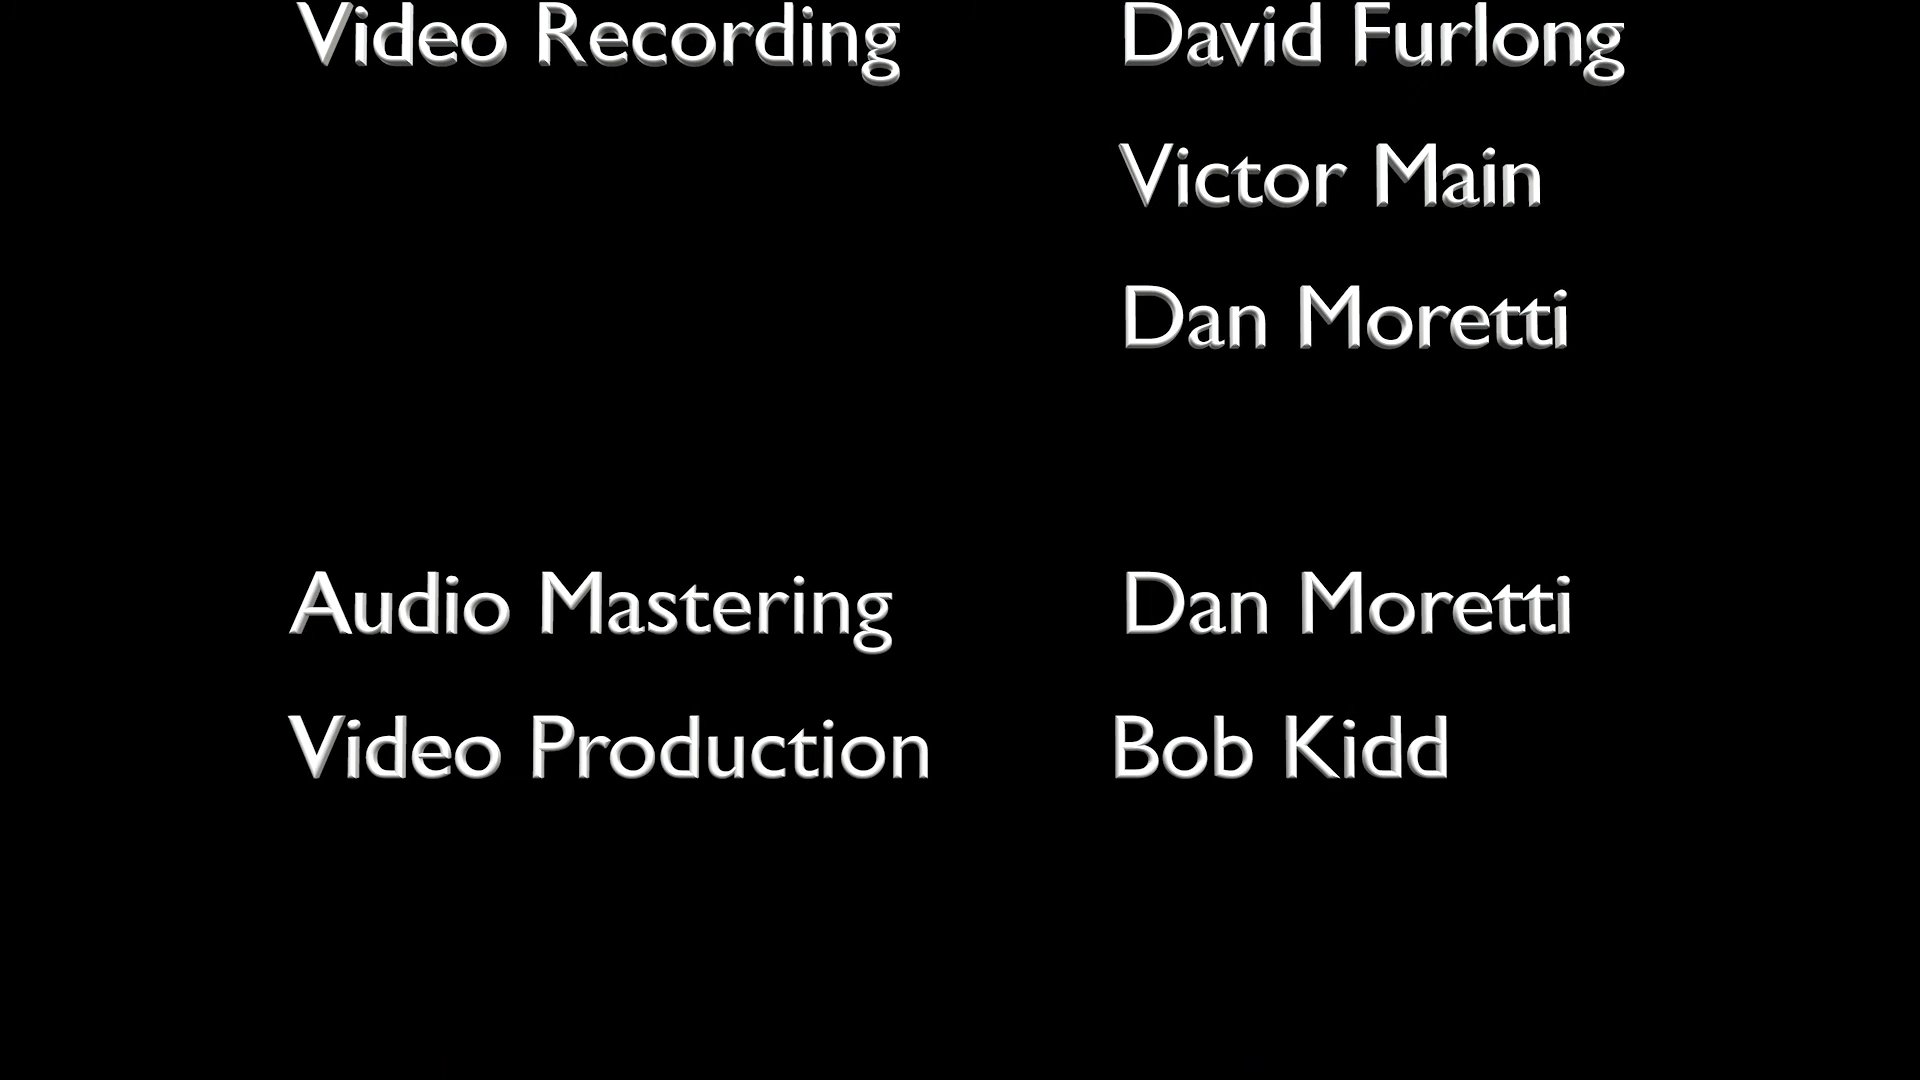 Video Recording David Furlong
Victor Main
Dan Moretti
Audio Mastering Dan Moretti
Video Production Bob Kidd